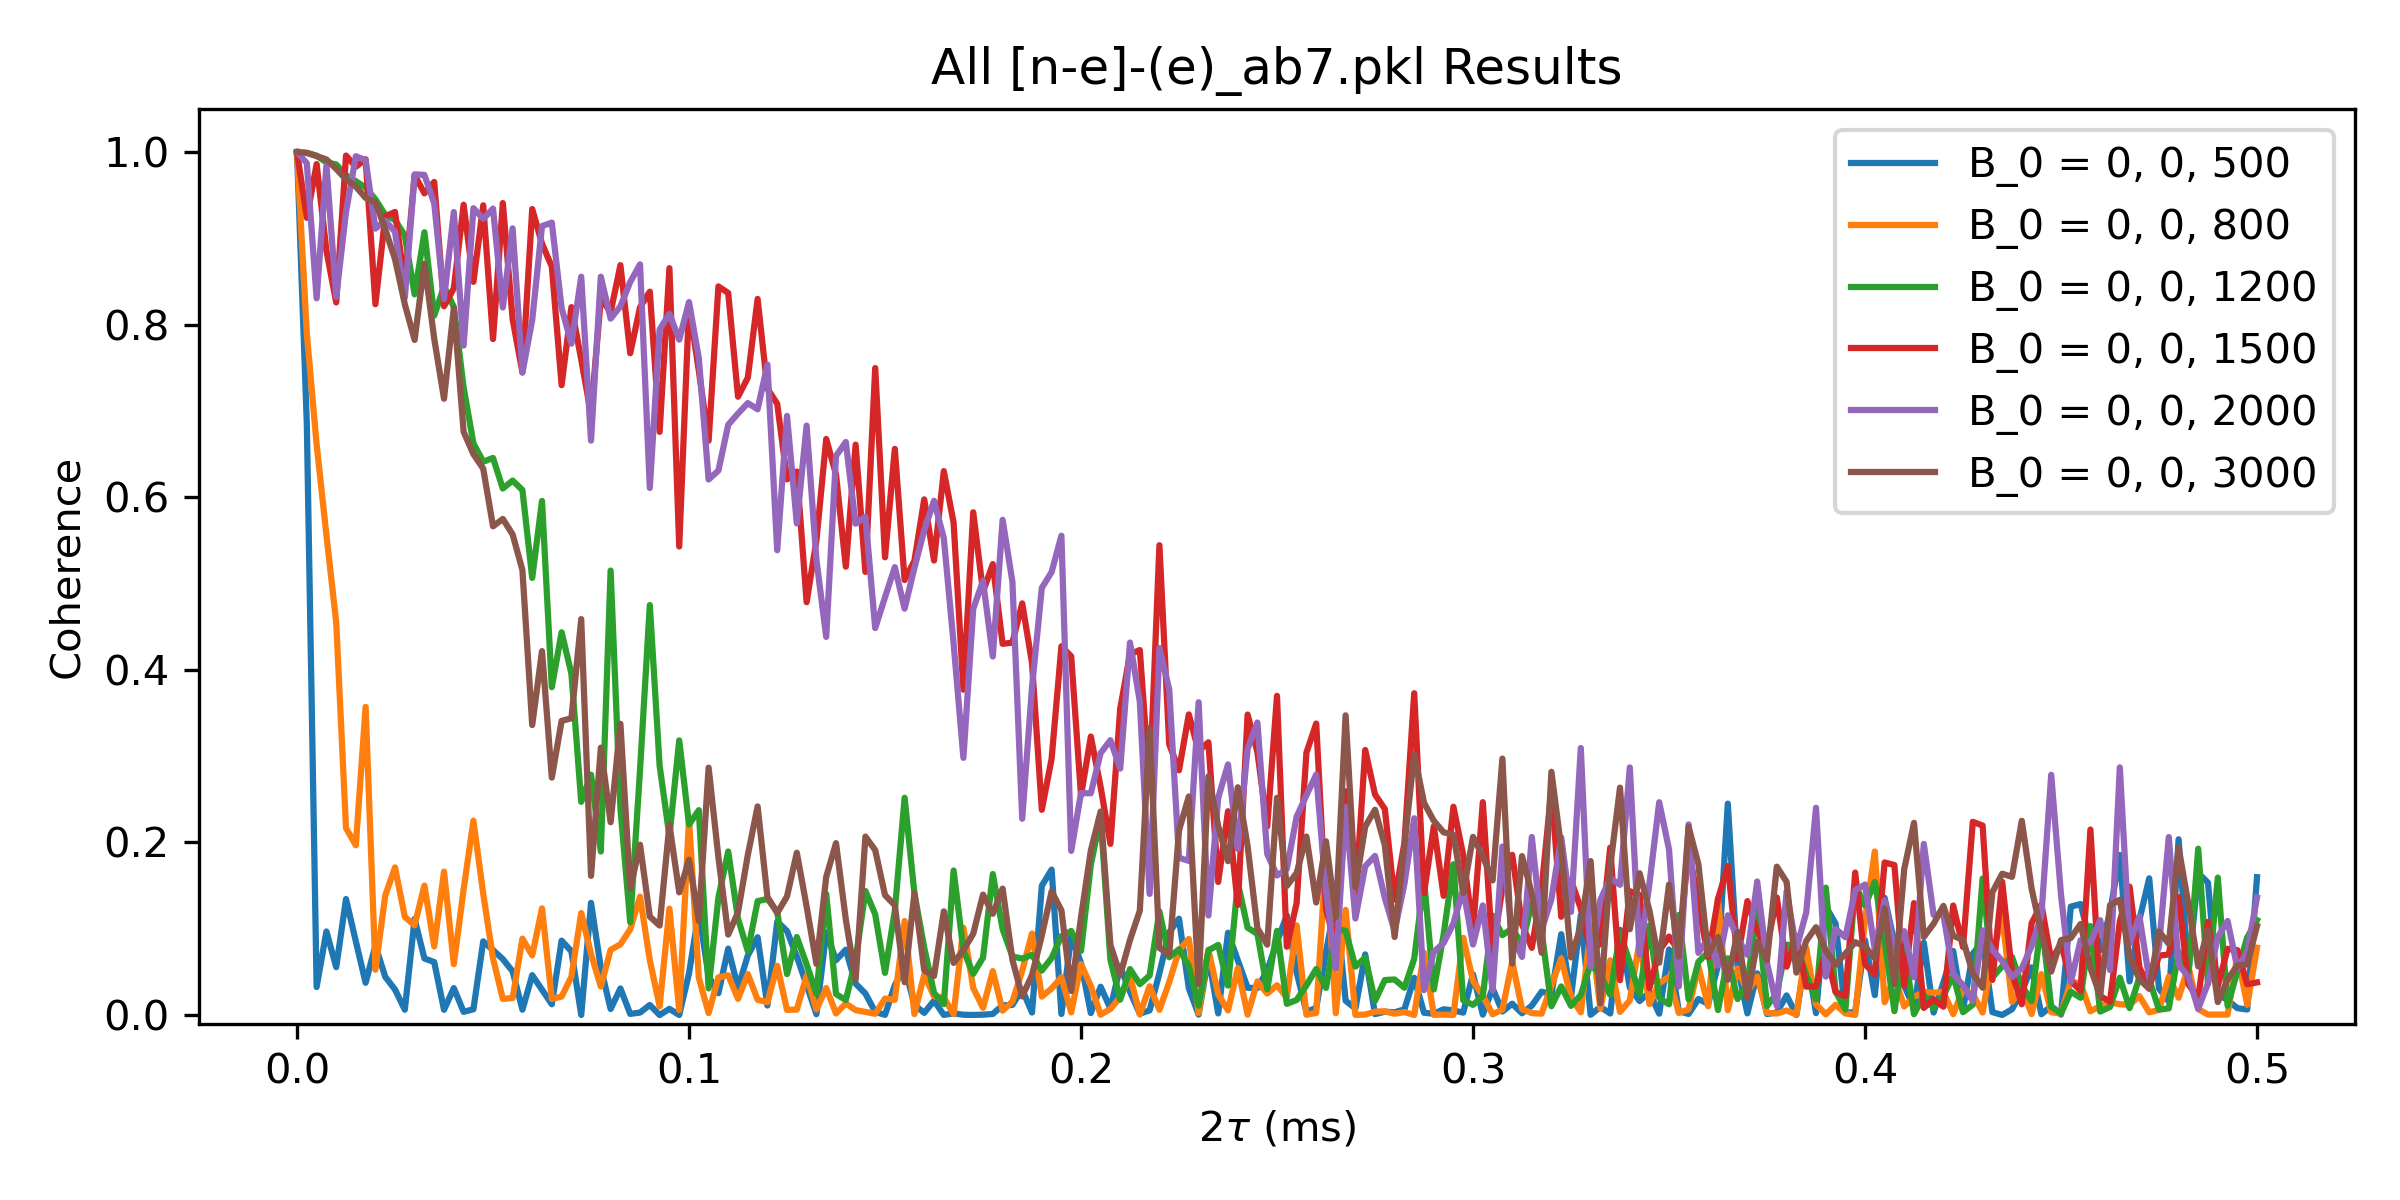 All [n-e]-(e)_ab7.pkl Results
Coherence
1.0
0.8
0.6
0.4
0.2
0.0
B_0 = 0, 0, 500
B_0 = 0, 0, 800
B_0 = 0, 0, 1200
B_0 = 0, 0, 1500
B_0 = 0, 0, 2000
B_0 = 0, 0, 3000
0.0 0.1 0.2 0.3 0.4 0.5
2τ (ms)